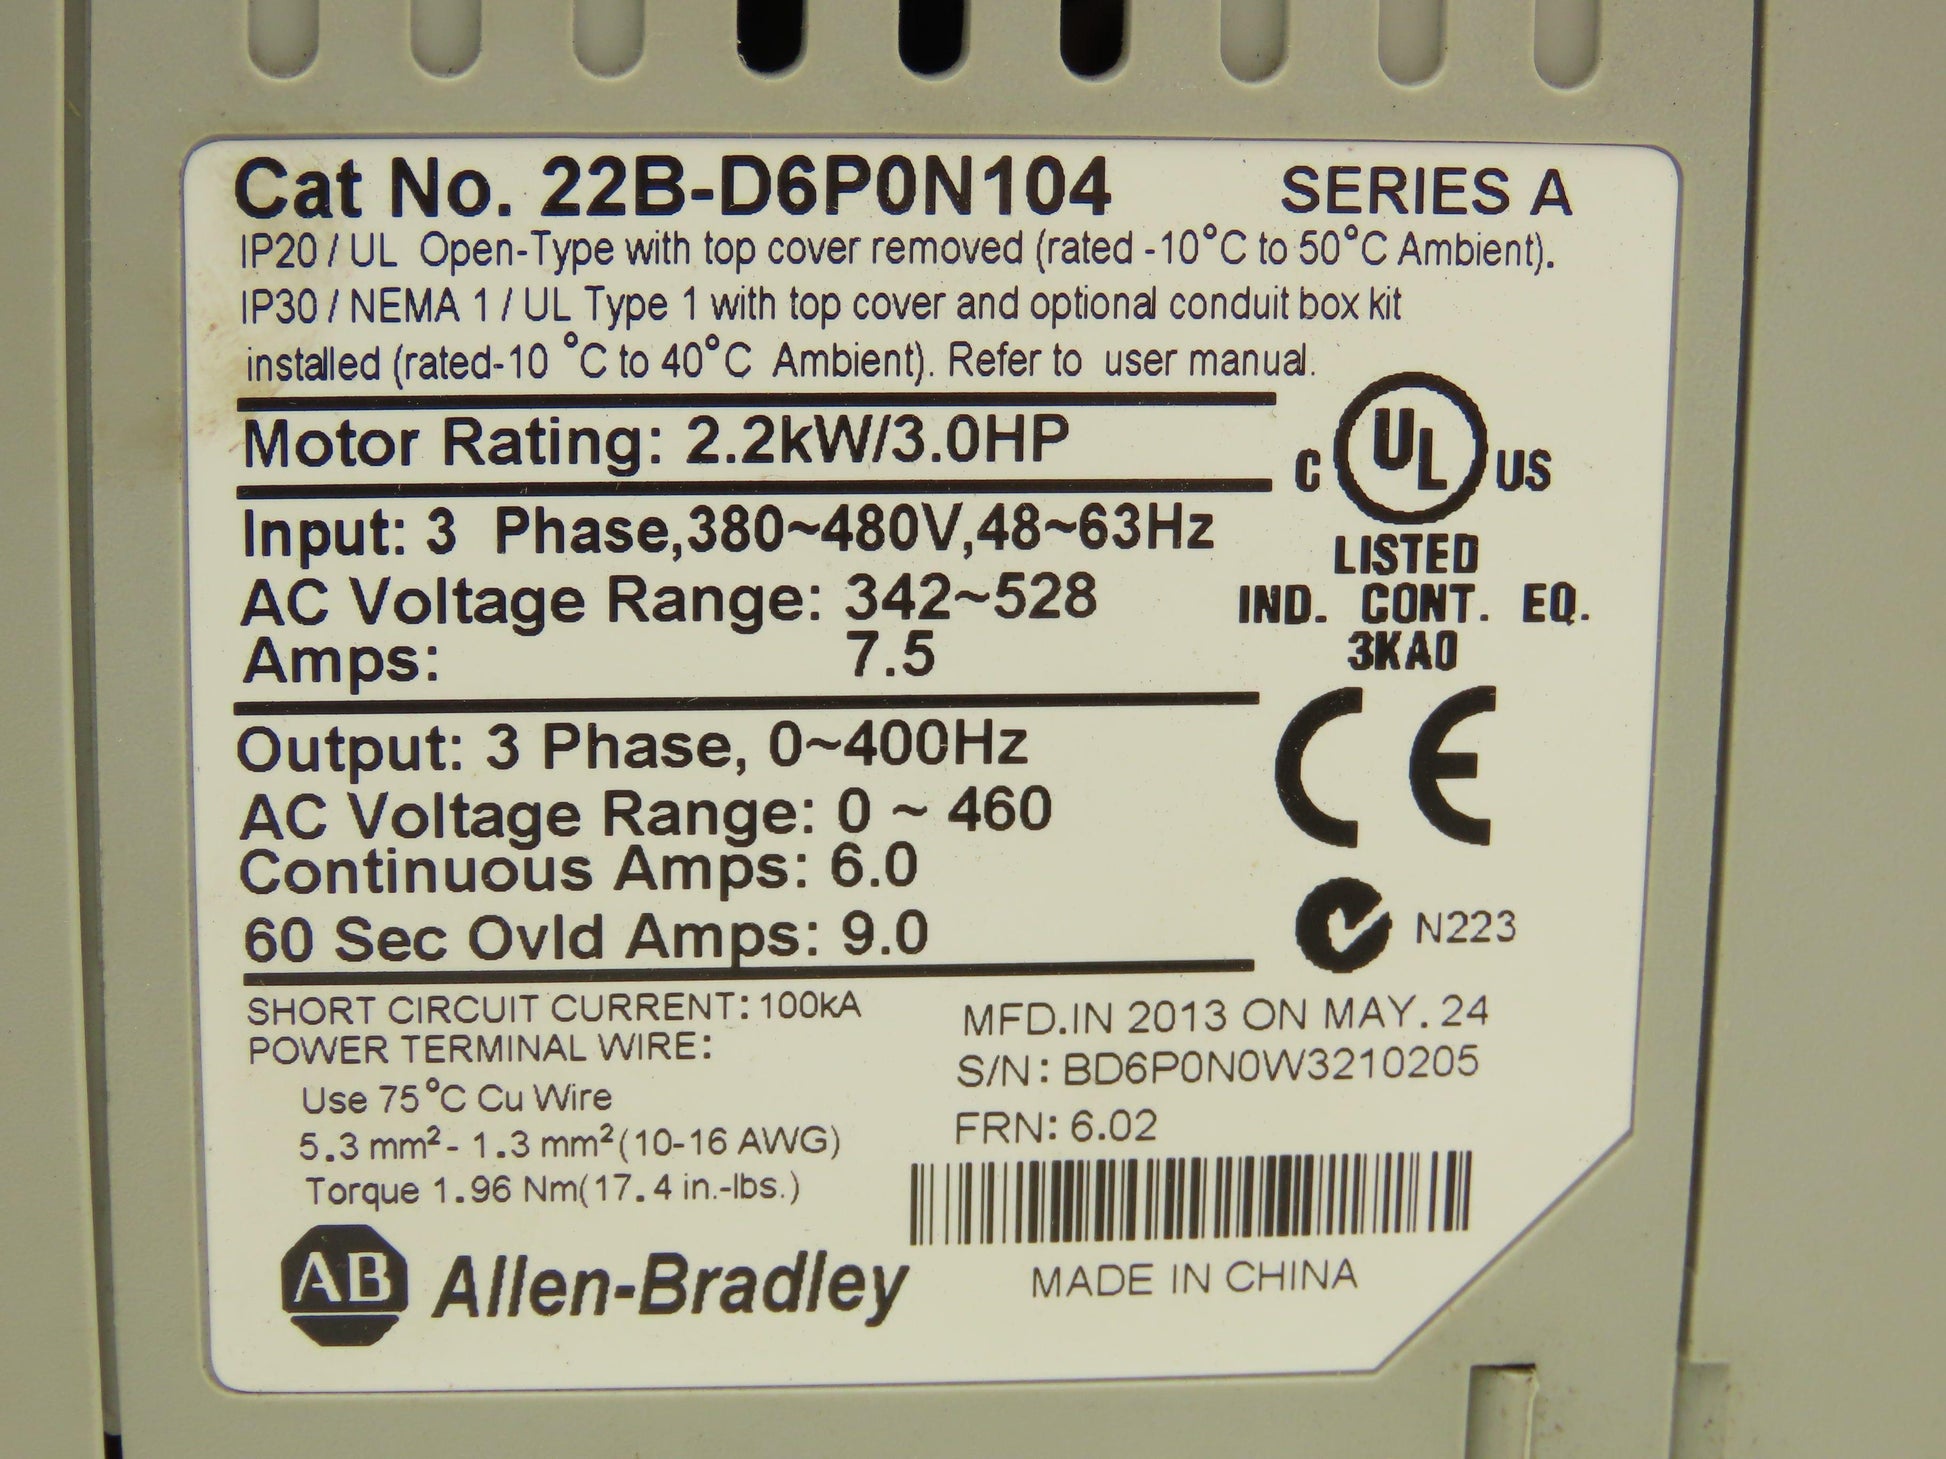 Cat No. 22B-D6P0N104 SERIES A
IP20 / UL Open-Type with top cover removed (rated -10°C to 50°C Ambient).
IP30 / NEMA 1 / UL Type 1 with top cover and optional conduit box kit
installed (rated-10 °C to 40°C Ambient). Refer to user manual.
Motor Rating: 2.2kW/3.0HP
C UL US
LISTED
IND. CONT. EQ.
3KA0
Input: 3 Phase,380~480V,48~63Hz
AC Voltage Range: 342~528
Amps: 7.5
Output: 3 Phase, 0~400Hz
AC Voltage Range: 0 ~ 460
Continuous Amps: 6.0
60 Sec Ovld Amps: 9.0
CE
N223
SHORT CIRCUIT CURRENT: 100kA
POWER TERMINAL WIRE:
Use 75°C Cu Wire
5.3 mm² - 1.3 mm² (10-16 AWG)
Torque 1.96 Nm(17.4 in.-lbs.)
MFD.IN 2013 ON MAY. 24
S/N: BD6P0N0W3210205
FRN: 6.02
MADE IN CHINA
AB Allen-Bradley